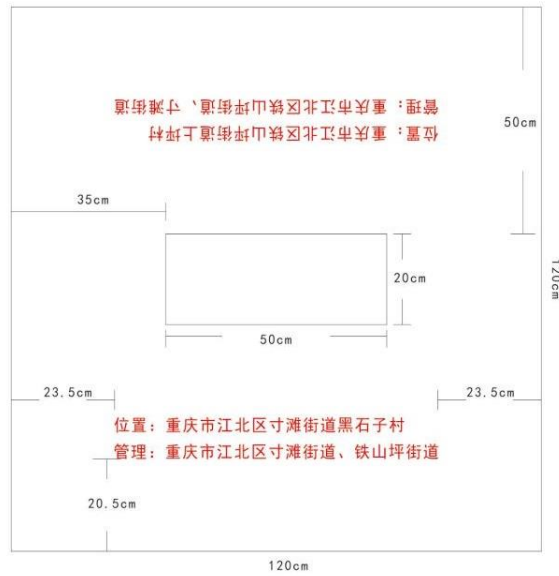 管理：重庆市江北区铁山坪街道、寸滩街道
位置：重庆市江北区铁山坪街道上坪村
50cm
35cm
120cm
20cm
50cm
23.5cm
23.5cm
位置：重庆市江北区寸滩街道黑石子村
管理：重庆市江北区寸滩街道、铁山坪街道
20.5cm
120cm